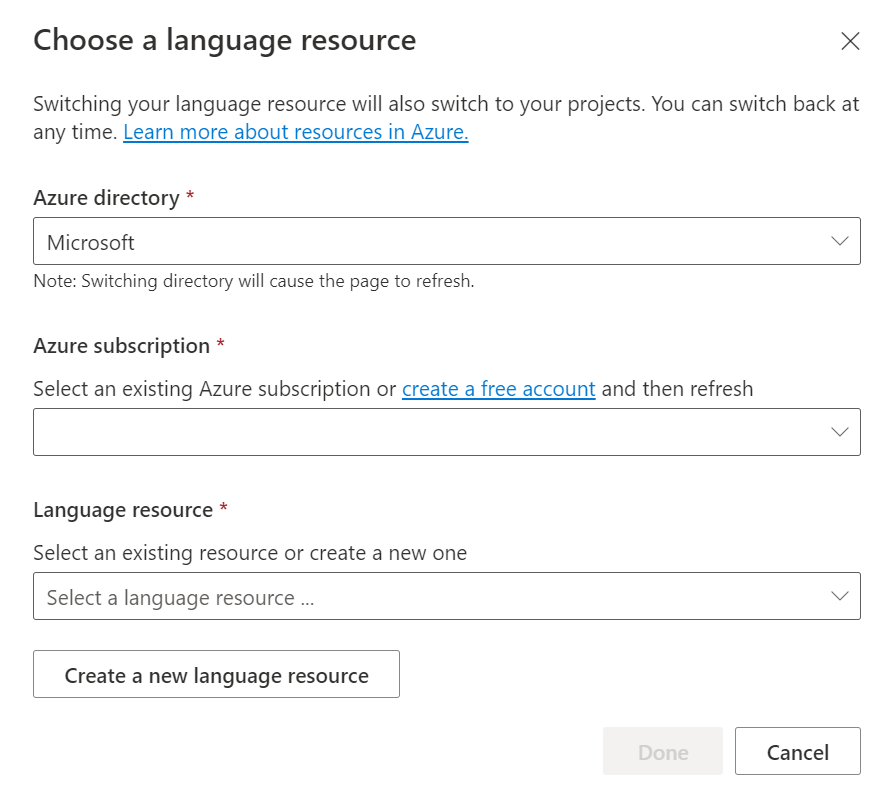 Choose a language resource
Switching your language resource will also switch to your projects. You can switch back at
any time. Learn more about resources in Azure.
Azure directory *
Microsoft
Note: Switching directory will cause the page to refresh.
Azure subscription *
Select an existing Azure subscription or create a free account and then refresh
Language resource *
Select an existing resource or create a new one
Select a language resource ...
Create a new language resource
Done
Cancel